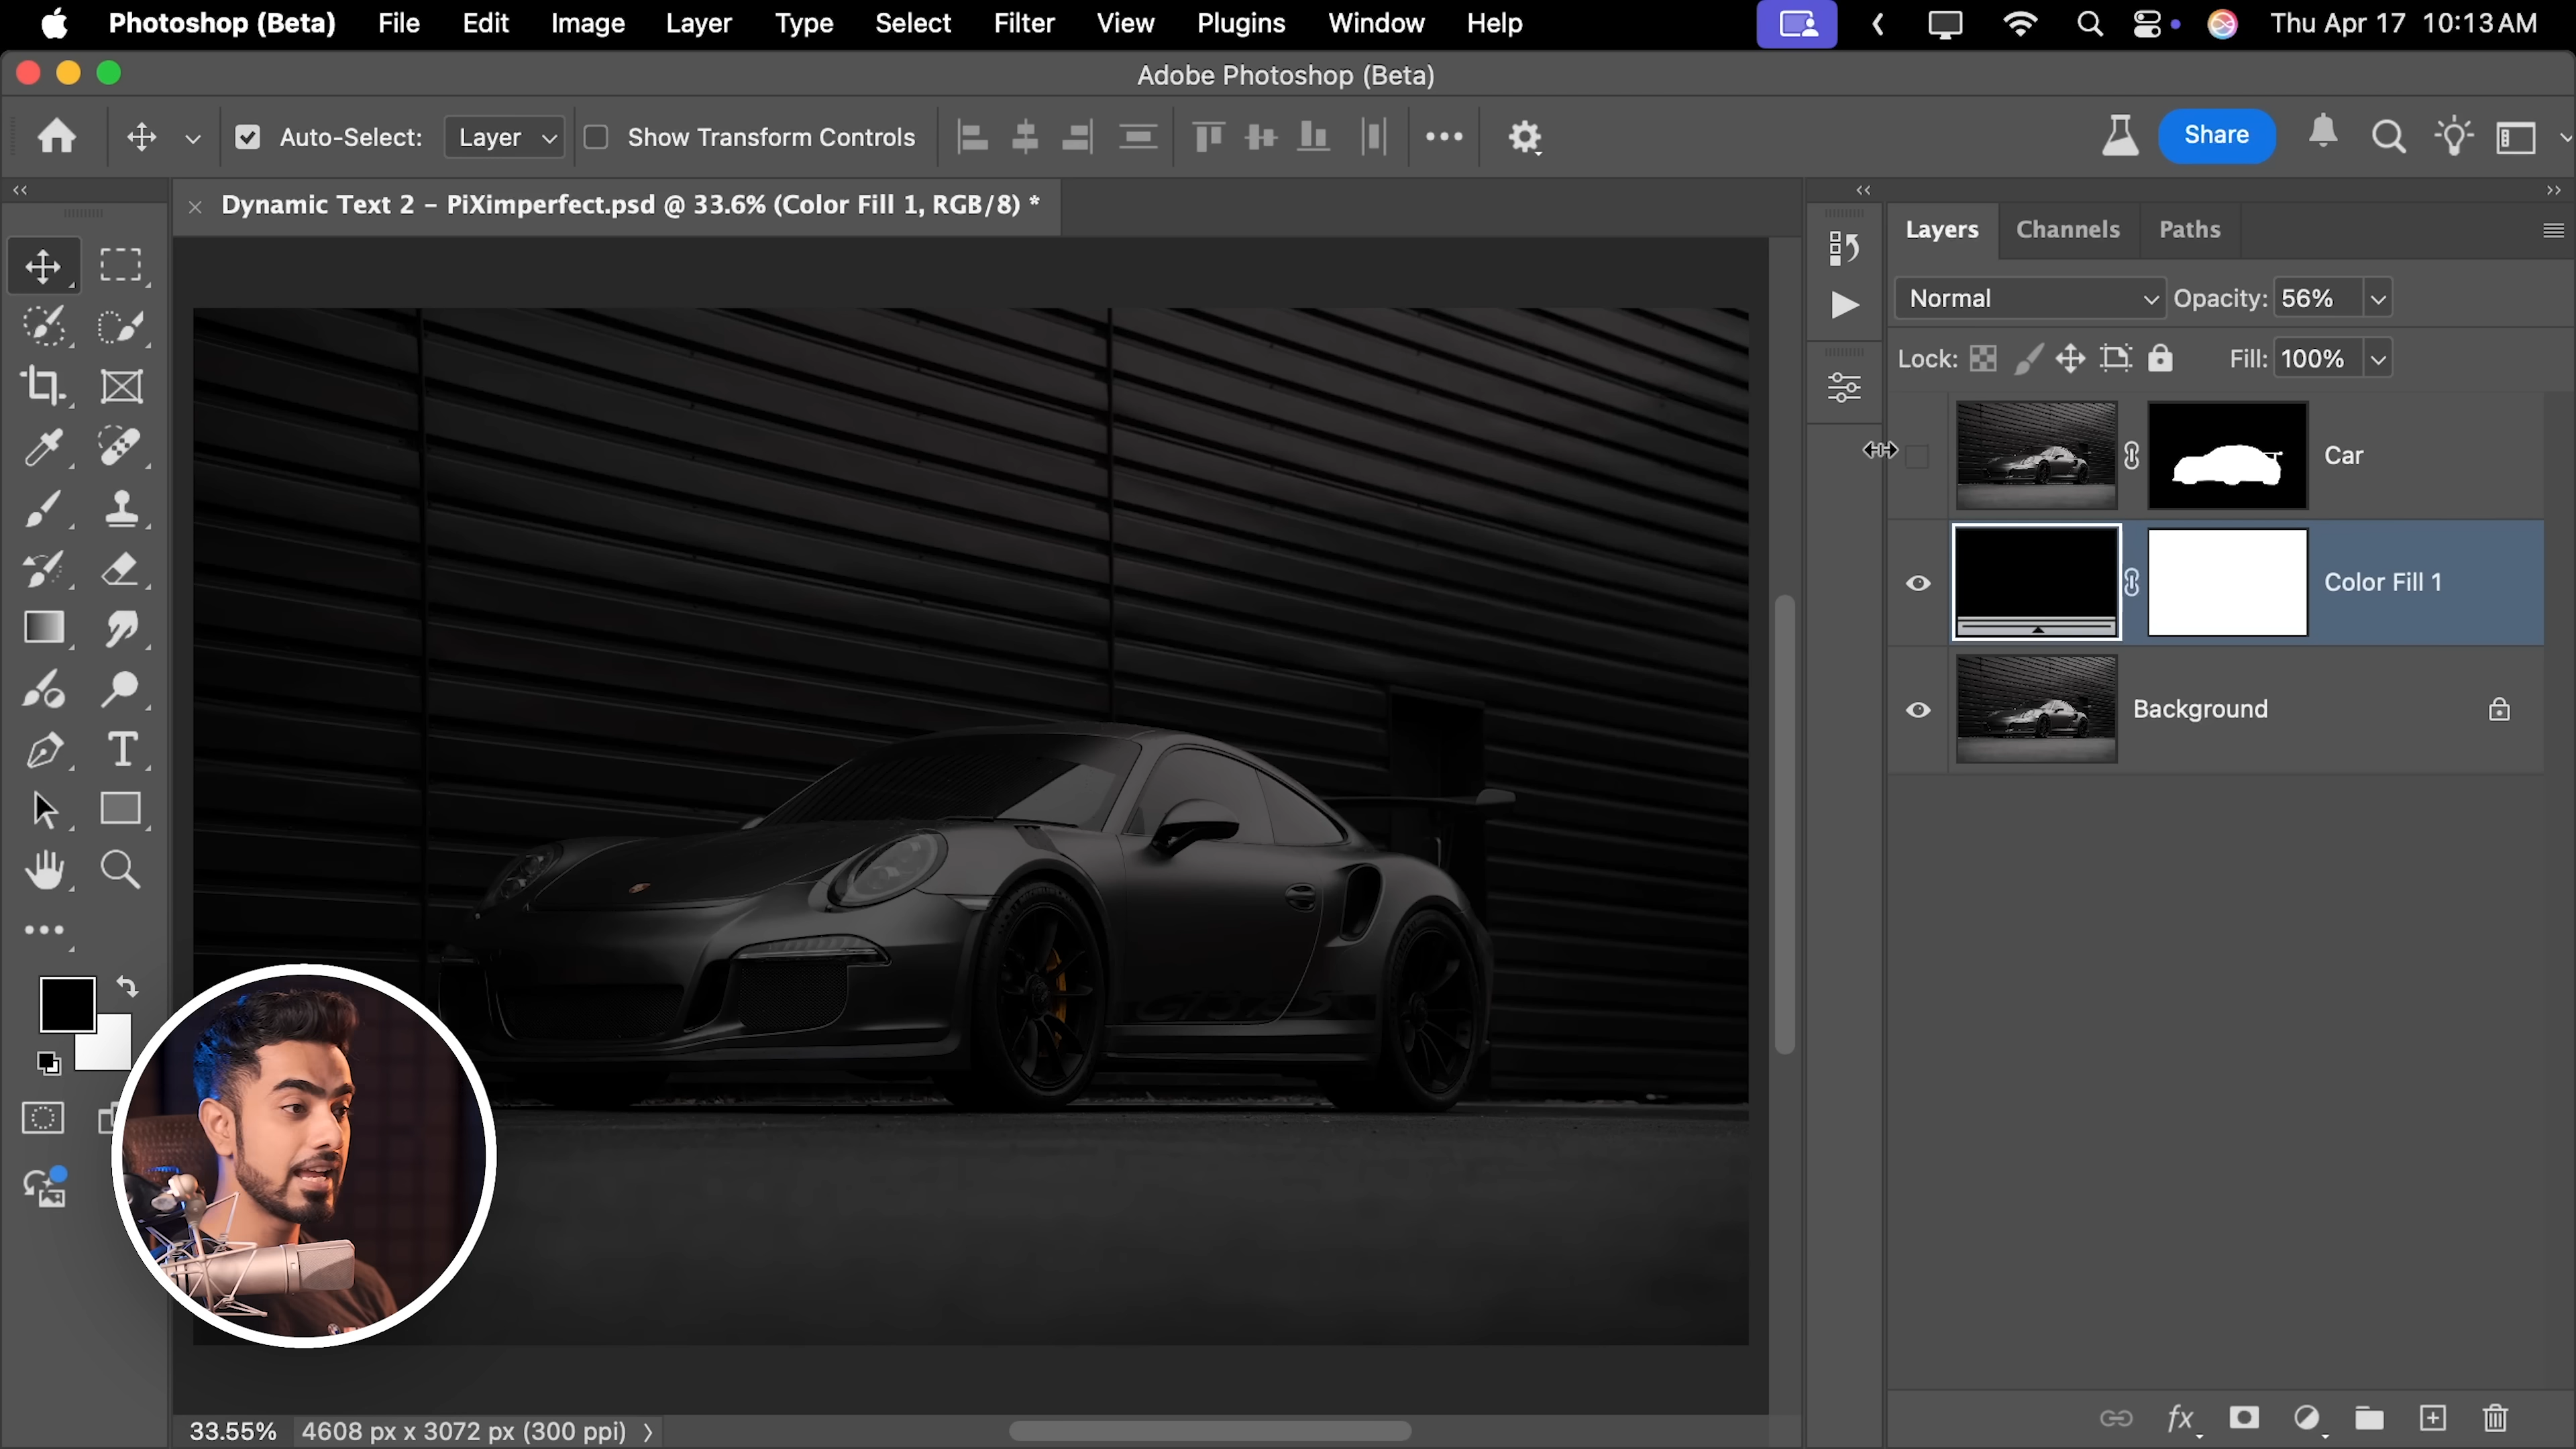 Photoshop (Beta) File Edit Image Layer Type Select Filter View Plugins Window Help Thu Apr 17 10:13 AM
Adobe Photoshop (Beta)
Auto-Select: Layer Show Transform Controls Share
Dynamic Text 2 – PiXimperfect.psd @ 33.6% (Color Fill 1, RGB/8) *
Layers Channels Paths
Normal Opacity: 56%
Lock: Fill: 100%
Car
Color Fill 1
Background
GT3 RS
33.55% 4608 px x 3072 px (300 ppi)
fx